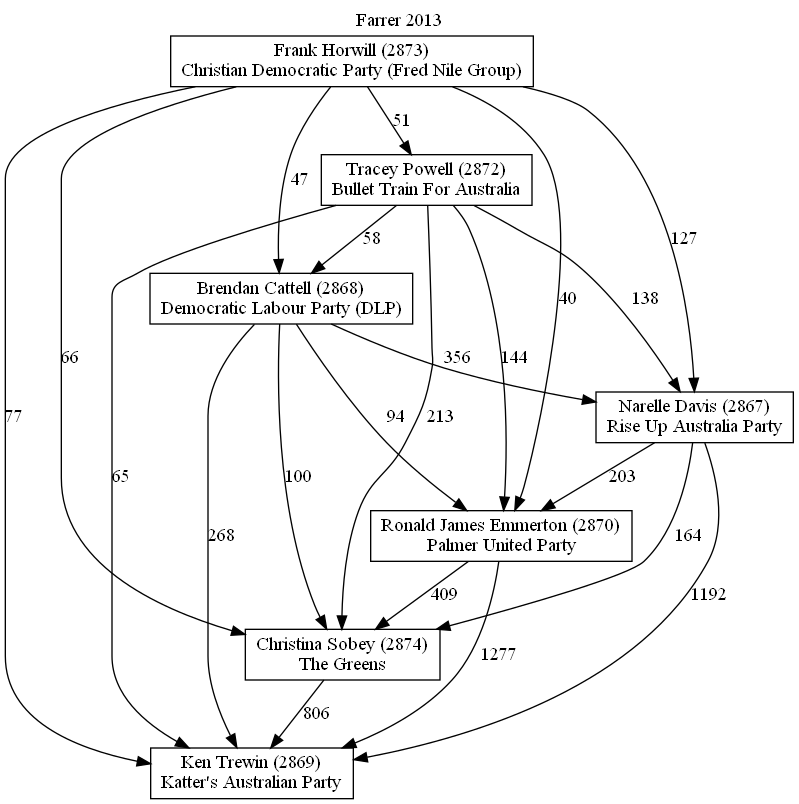 Farrer 2013
Frank Horwill (2873)
Christian Democratic Party (Fred Nile Group)
51
Tracey Powell (2872)
Bullet Train For Australia
47
58
127
Brendan Cattell (2868)
Democratic Labour Party (DLP)
40
138
66
356
144
77
94
213
Narelle Davis (2867)
Rise Up Australia Party
65
100
203
268
Ronald James Emmerton (2870)
Palmer United Party
164
409
1192
Christina Sobey (2874)
The Greens
1277
806
Ken Trewin (2869)
Katter's Australian Party